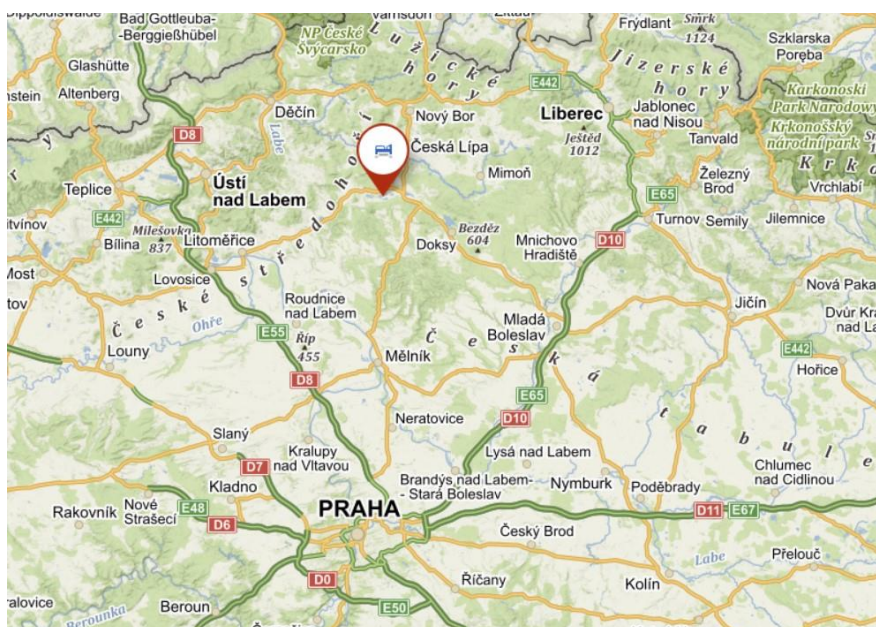 Dippoldiswalde
Bad Gottleuba-
-Berggießhübel
Varnsdorf
Frýdlant
Smrk
1124
Szklarska
Poręba
NP České
Švýcarsko
Lužické
hory
Jizerské
hory
Glashütte
Altenberg
E442
Karkonoski
Park Narodowy
Krkonošský
národní park
Děčín
Labe
Nový Bor
Liberec
Jablonec
nad Nisou
D8
Ještěd
1012
Tanvald
Česká Lípa
Mimoň
Železný
Brod
Vrchlabí
Teplice
Ústí
nad Labem
E65
E442
Turnov
Semily
Jilemnice
Bílina
Milešovka
837
Litoměřice
Doksy
Bezděz
604
Mnichovo
Hradiště
D10
Most
Lovosice
České středohoří
Nová Paka
Roudnice
nad Labem
Ohře
Mladá
Boleslav
Jičín
E55
Říp
455
Louny
Mělník
E442
Hořice
D8
E65
Česká tabule
D10
Neratovice
Slaný
Kralupy
nad Vltavou
Lysá nad Labem
D7
Kladno
Brandýs nad Labem-
- Stará Boleslav
Nymburk
Poděbrady
Chlumec
nad Cidlinou
Rakovník
Nové
Strašecí
E48
D6
PRAHA
D11
E67
Český Brod
Labe
Přelouč
D0
Říčany
Kolín
Berounka
Beroun
E50